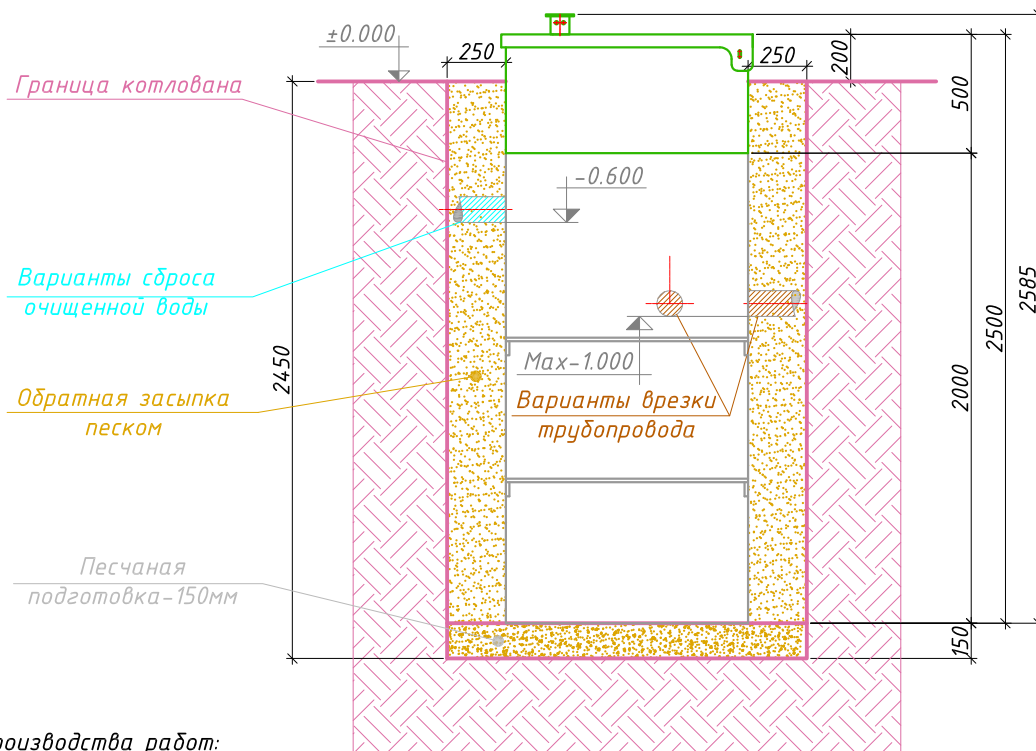 ±0.000
250
250
200
500
Граница котлована
-0.600
Варианты сброса
очищенной воды
2585
2500
2450
Max-1.000
2000
Обратная засыпка
песком
Варианты врезки
трубопровода
Песчаная
подготовка-150мм
150
работ: